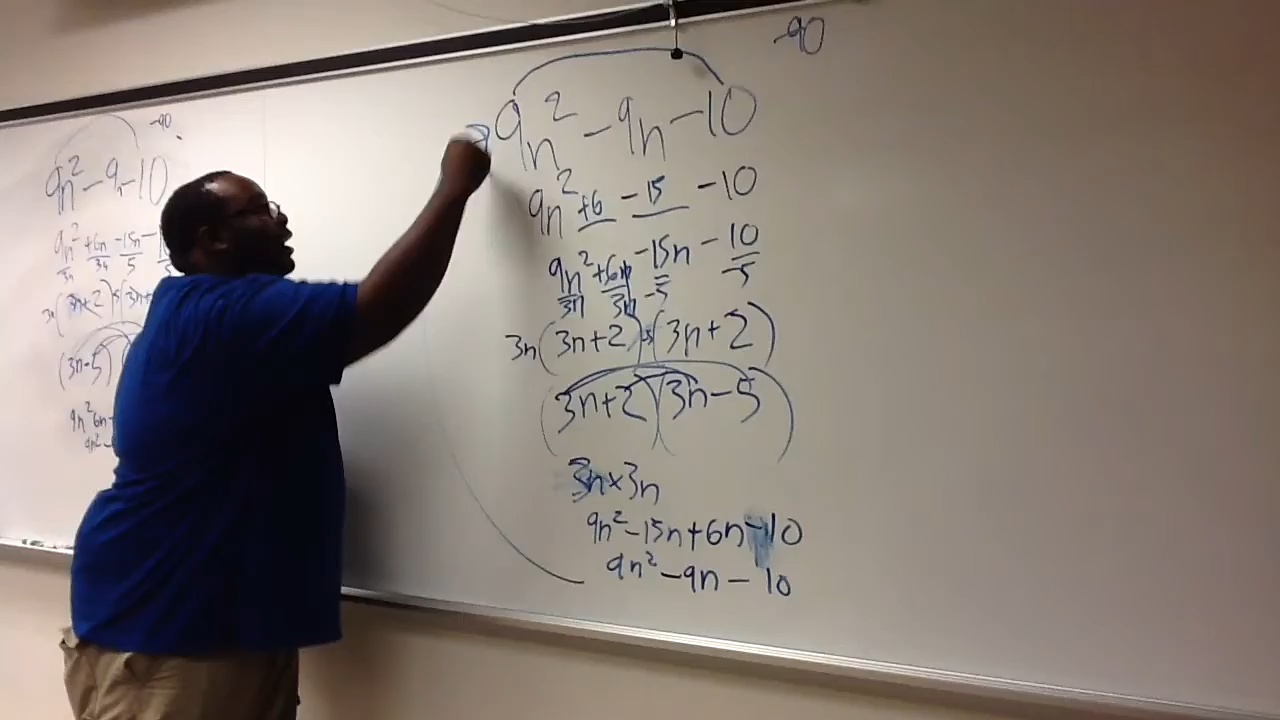 -90
9n² - 9n - 10
9n² + 6n/3n - 15n/5
3n(3n+2)-5(3n+
(3n-5)
9n² 6n
9n²
-90
9n² - 9n - 10
9n² +6 -15 -10
9n²/3n +6n/3n -15n/-5 -10/-5
3n(3n+2)-5(3n+2)
(3n+2)(3n-5)
3n×3n
9n²-15n+6n-10
9n²-9n-10